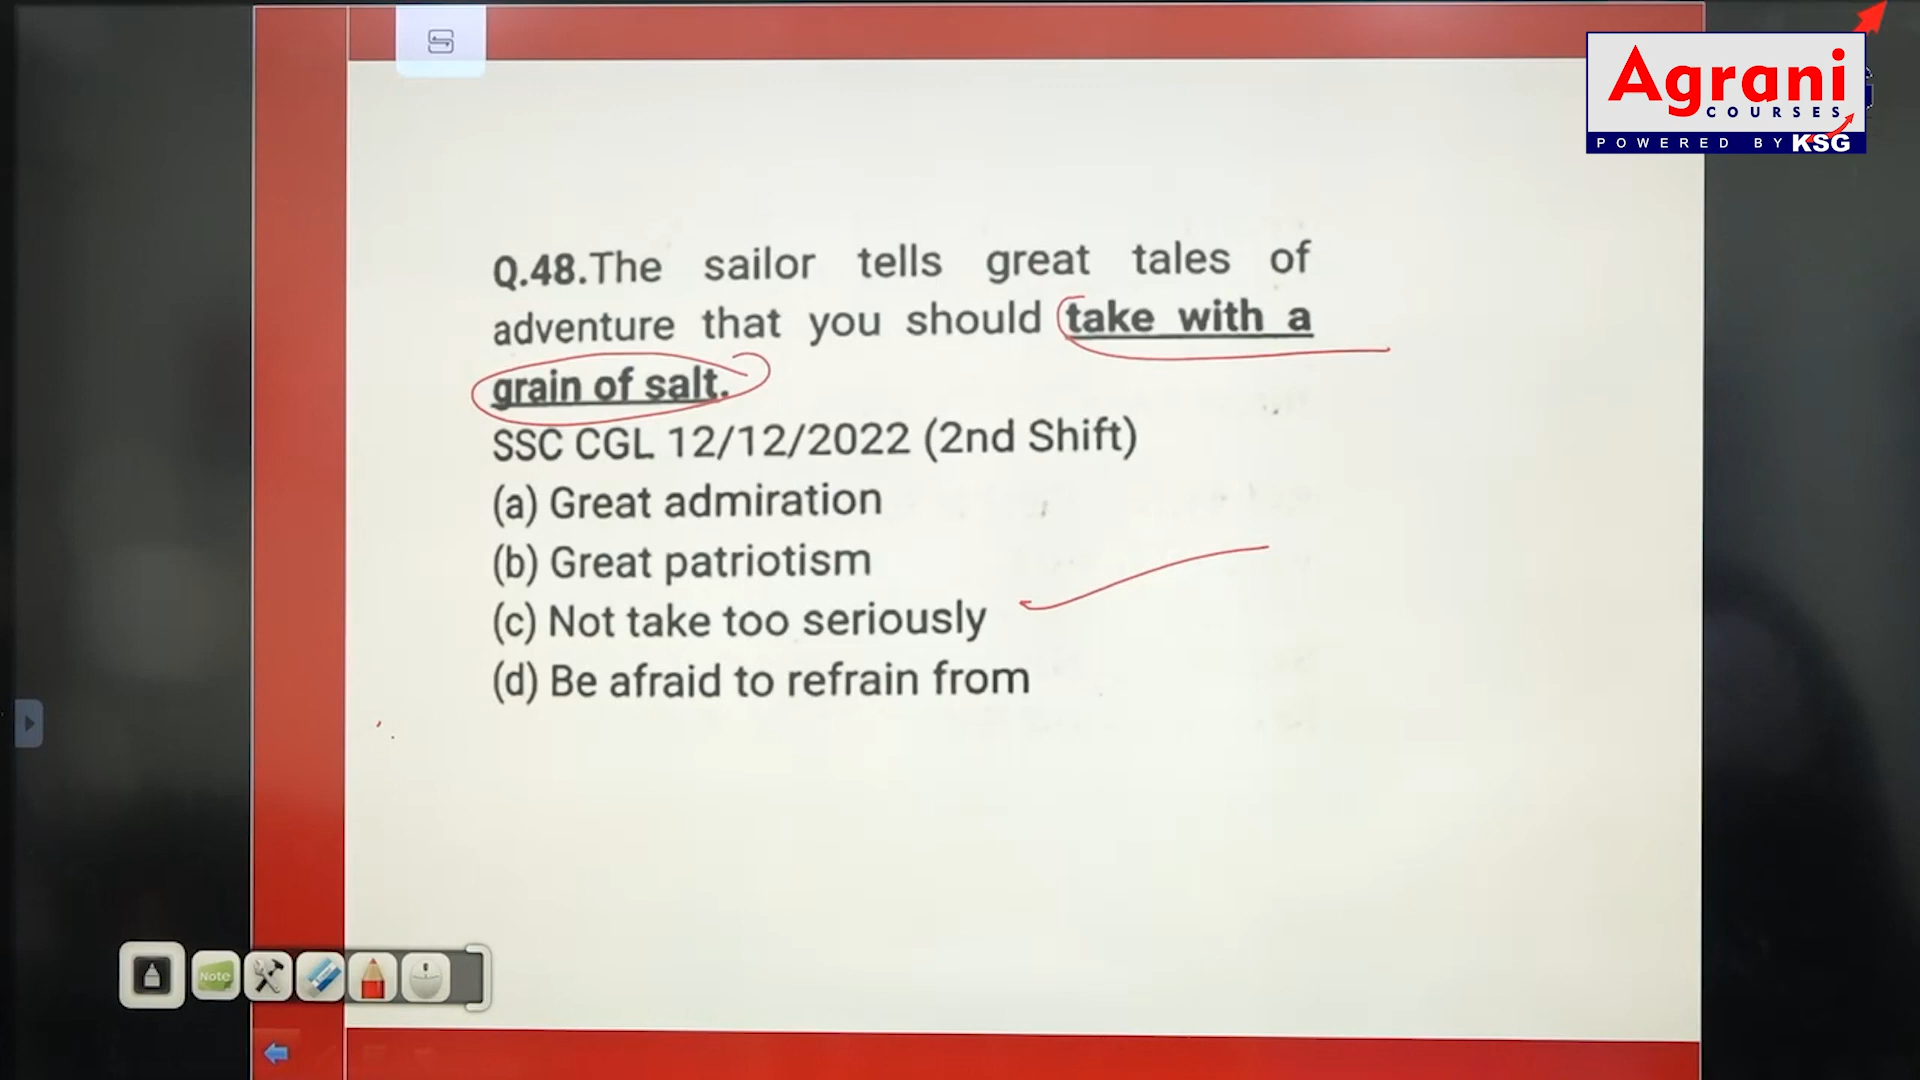 Agrani
COURSES
POWERED BY KSG
Q.48.The sailor tells great tales of
adventure that you should take with a
grain of salt.
SSC CGL 12/12/2022 (2nd Shift)
(a) Great admiration
(b) Great patriotism
(c) Not take too seriously
(d) Be afraid to refrain from
Note